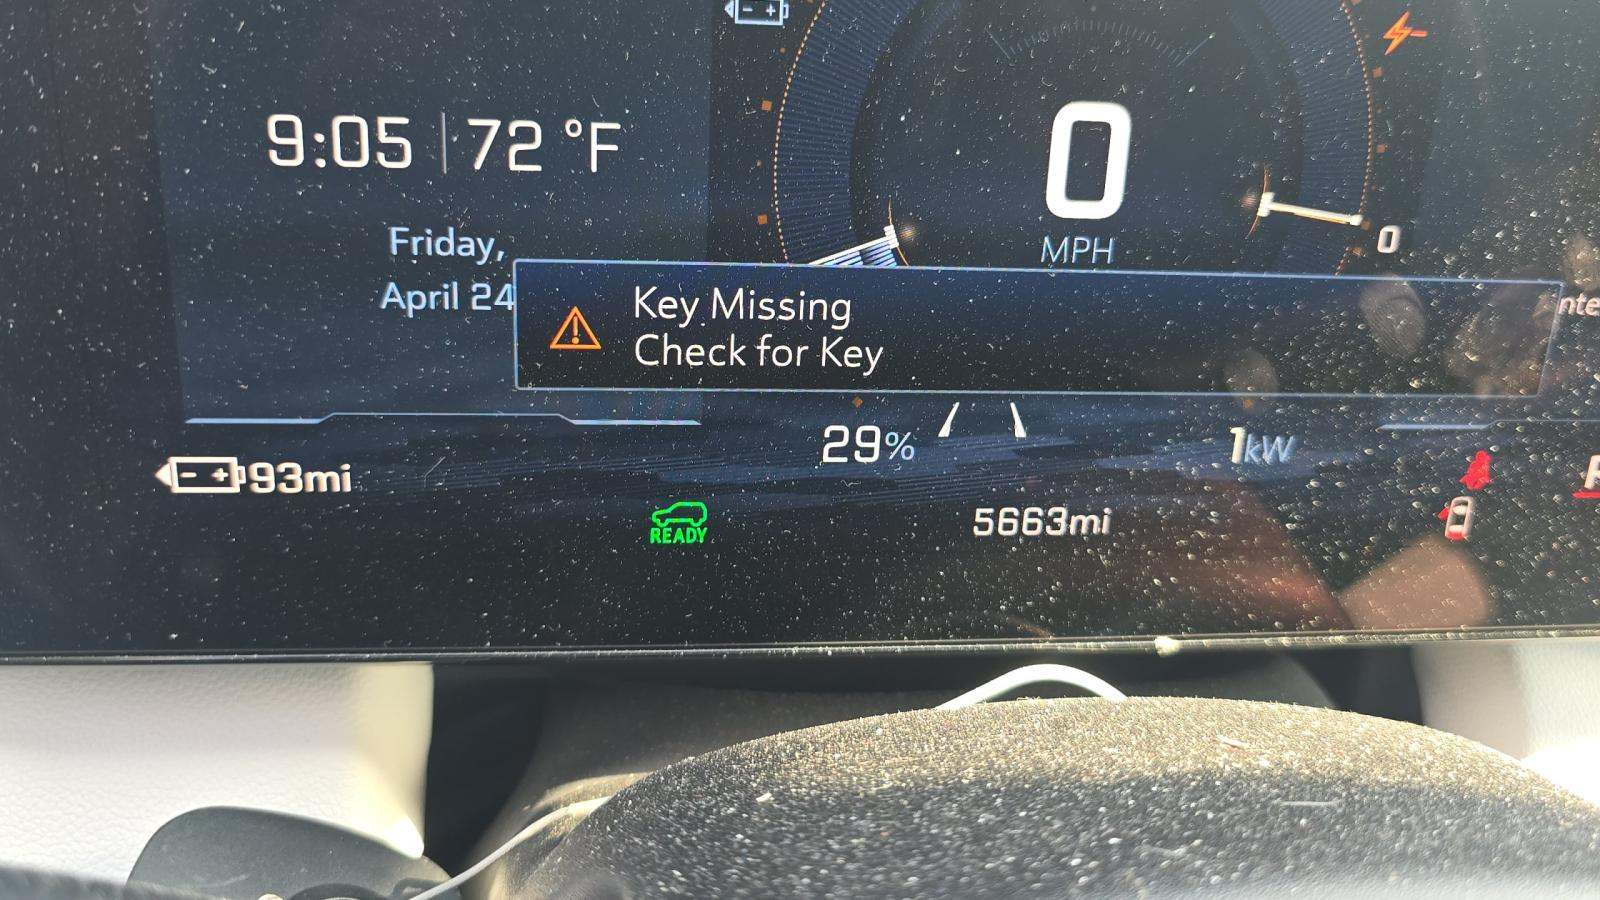 9:05 72 °F
0
MPH
0
Friday,
April 24
Key Missing
Check for Key
29%
1kW
93mi
READY
5663mi